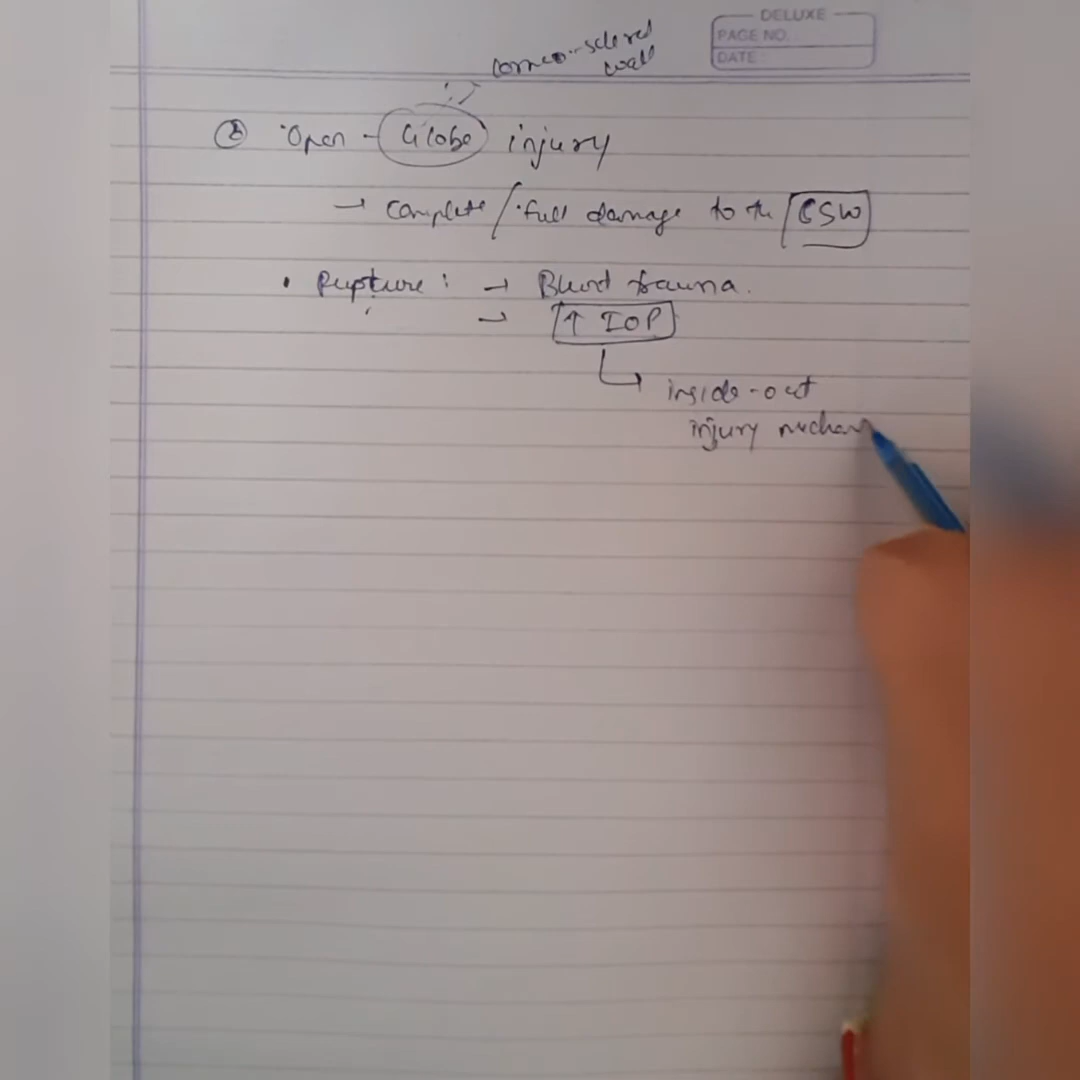 DELUXE
PAGE NO.
DATE
corneo-scleral
wall
② Open - Globe injury
→ Complete / full damage to the CSW
• Rupture : → Blunt trauma.
→ ↑ IOP
inside-out
injury mechan